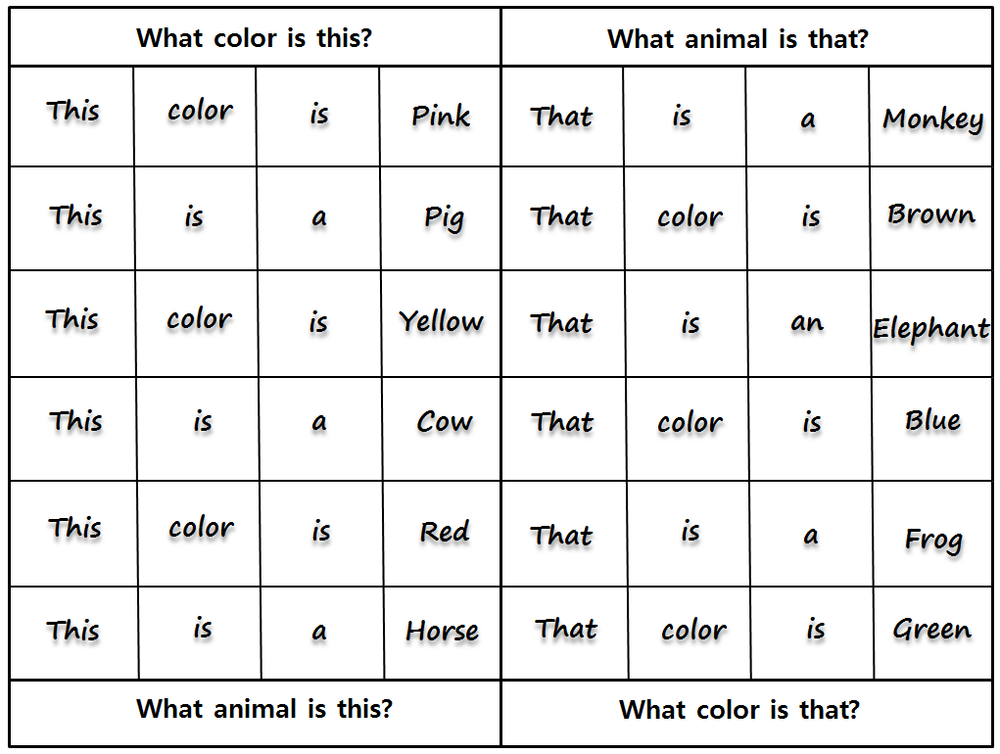 What color is this? What animal is that?
This color is Pink That is a Monkey
This is a Pig That color is Brown
This color is Yellow That is an Elephant
This is a Cow That color is Blue
This color is Red That is a Frog
This is a Horse That color is Green
What animal is this? What color is that?